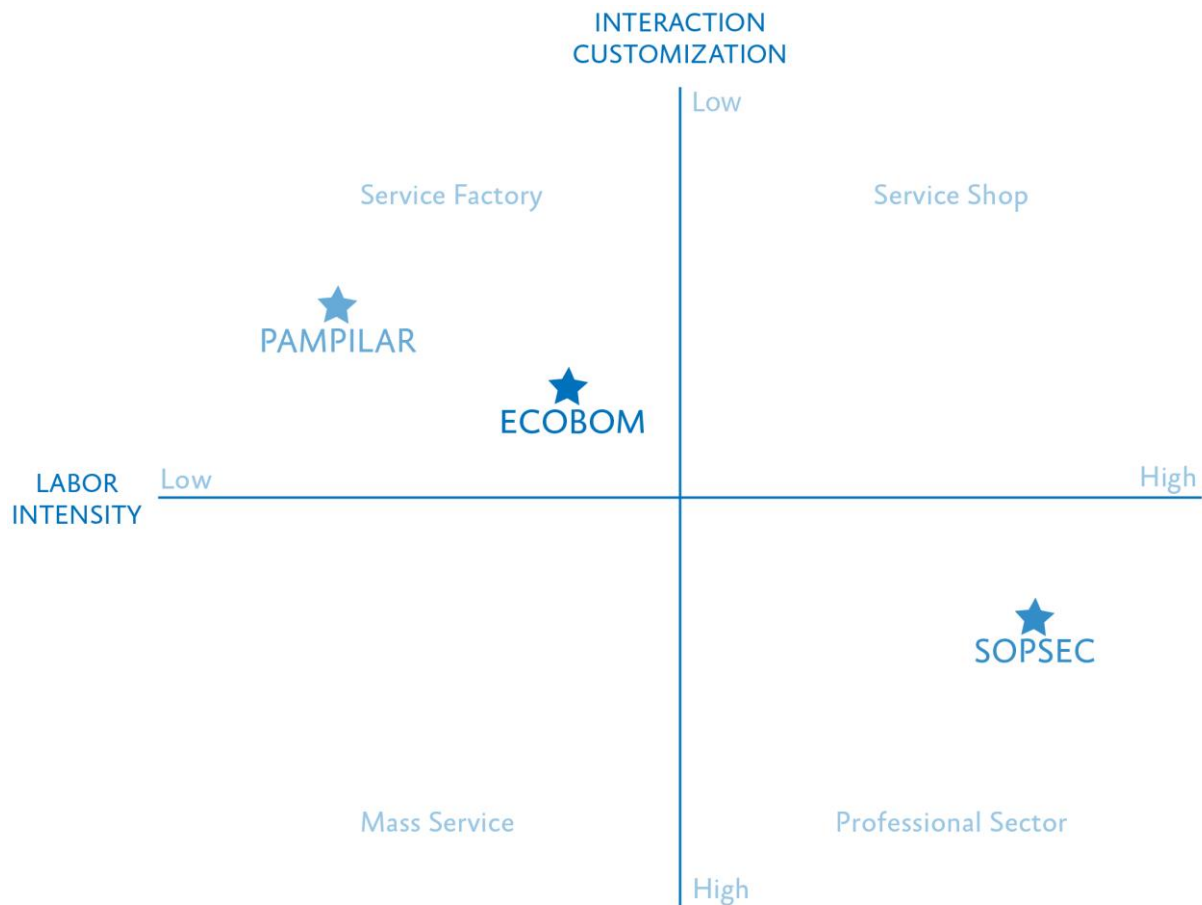 INTERACTION
CUSTOMIZATION
Low
Service Factory
Service Shop
PAMPILAR
ECOBOM
LABOR
INTENSITY
Low
High
SOPSEC
Mass Service
Professional Sector
High